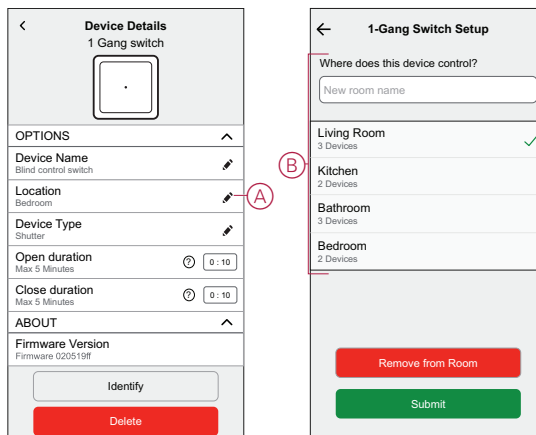 Device Details
1 Gang switch
OPTIONS
Device Name
Blind control switch
Location
Bedroom
A
Device Type
Shutter
Open duration
Max 5 Minutes
? 0 : 10
Close duration
Max 5 Minutes
? 0 : 10
ABOUT
Firmware Version
Firmware 020519ff
Identify
Delete
1-Gang Switch Setup
Where does this device control?
New room name
B
Living Room
3 Devices
Kitchen
2 Devices
Bathroom
3 Devices
Bedroom
2 Devices
Remove from Room
Submit